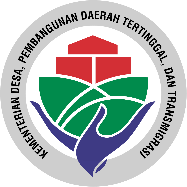 KEMENTERIAN DESA, PEMBANGUNAN DAERAH TERTINGGAL, DAN TRANSMIGRASI